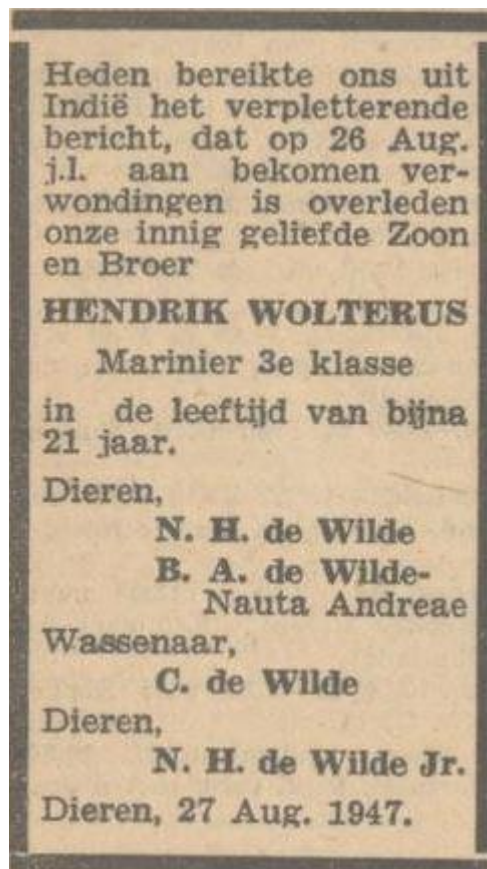 Heden bereikte ons uit
Indië het verpletterende
bericht, dat op 26 Aug.
j.l. aan bekomen ver-
wondingen is overleden
onze innig geliefde Zoon
en Broer
HENDRIK WOLTERUS
Marinier 3e klasse
in de leeftijd van bijna
21 jaar.
Dieren,
N. H. de Wilde
B. A. de Wilde-
Nauta Andreae
Wassenaar,
C. de Wilde
Dieren,
N. H. de Wilde Jr.
Dieren, 27 Aug. 1947.